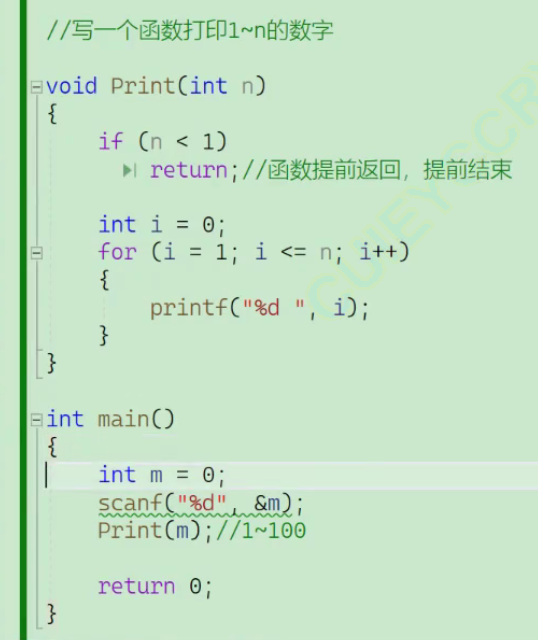 //写一个函数打印1~n的数字
void Print(int n)
{
if (n < 1)
return;//函数提前返回，提前结束
int i = 0;
for (i = 1; i <= n; i++)
{
printf("%d ", i);
}
}
int main()
{
int m = 0;
scanf("%d", &m);
Print(m);//1~100
return 0;
}